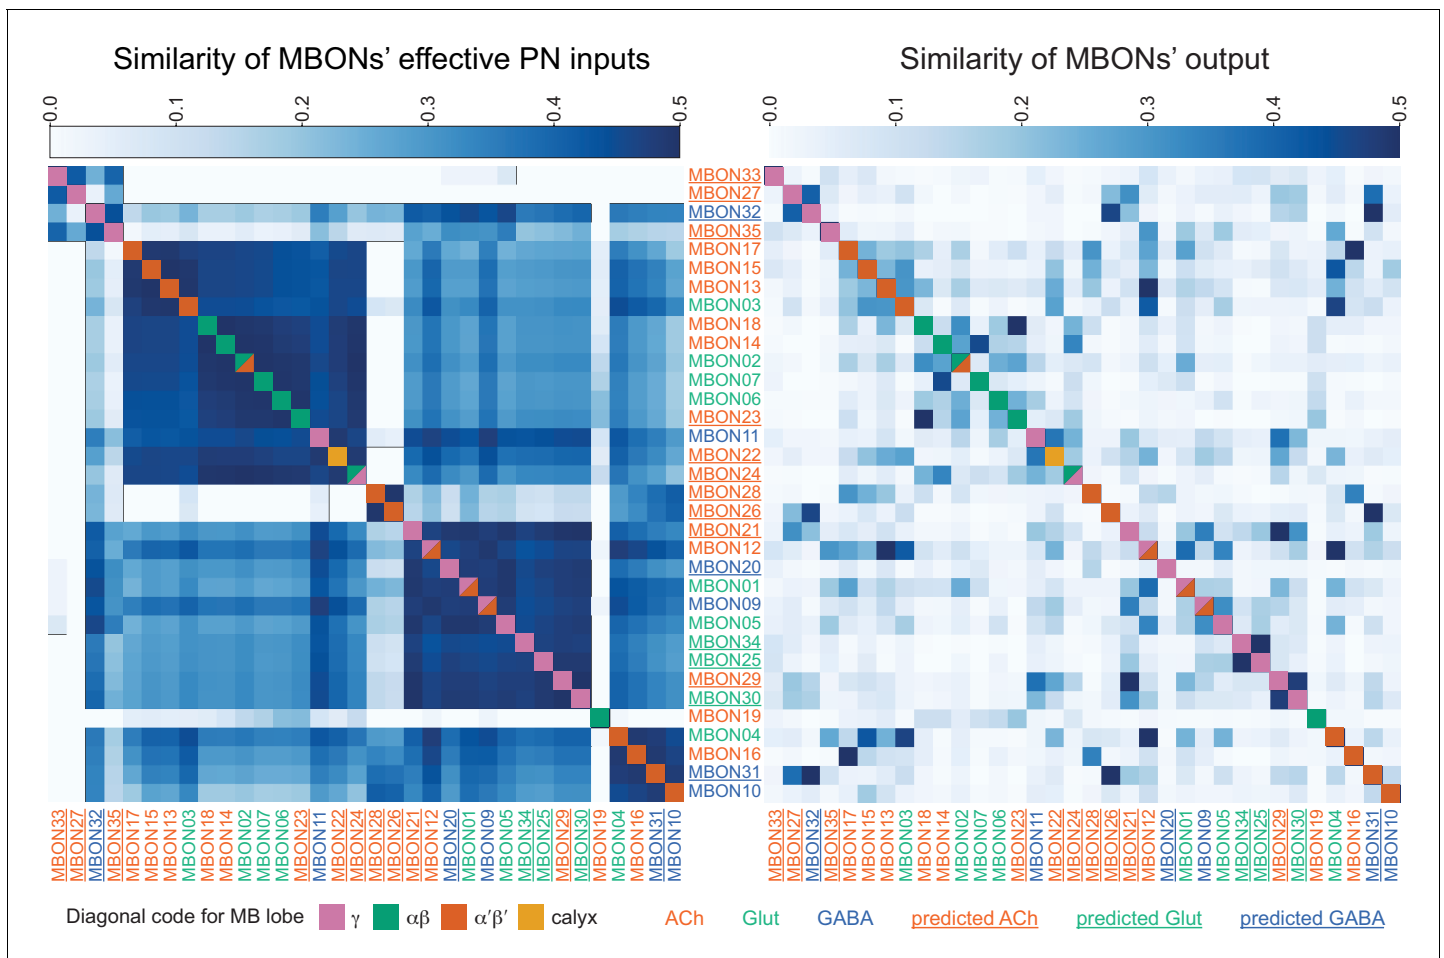 Similarity of MBONs’ effective PN inputs
Similarity of MBONs’ output
0.0 0.1 0.2 0.3 0.4 0.5
0.0 0.1 0.2 0.3 0.4 0.5
MBON33
MBON27
MBON32
MBON35
MBON17
MBON15
MBON13
MBON03
MBON18
MBON14
MBON02
MBON07
MBON06
MBON23
MBON11
MBON22
MBON24
MBON28
MBON26
MBON21
MBON12
MBON20
MBON01
MBON09
MBON05
MBON34
MBON25
MBON29
MBON30
MBON19
MBON04
MBON16
MBON31
MBON10
MBON33
MBON27
MBON32
MBON35
MBON17
MBON15
MBON13
MBON03
MBON18
MBON14
MBON02
MBON07
MBON06
MBON23
MBON11
MBON22
MBON24
MBON28
MBON26
MBON21
MBON12
MBON20
MBON01
MBON09
MBON05
MBON34
MBON25
MBON29
MBON30
MBON19
MBON04
MBON16
MBON31
MBON10
MBON33
MBON27
MBON32
MBON35
MBON17
MBON15
MBON13
MBON03
MBON18
MBON14
MBON02
MBON07
MBON06
MBON23
MBON11
MBON22
MBON24
MBON28
MBON26
MBON21
MBON12
MBON20
MBON01
MBON09
MBON05
MBON34
MBON25
MBON29
MBON30
MBON19
MBON04
MBON16
MBON31
MBON10
Diagonal code for MB lobe γ αβ α′β′ calyx
ACh Glut GABA predicted ACh predicted Glut predicted GABA